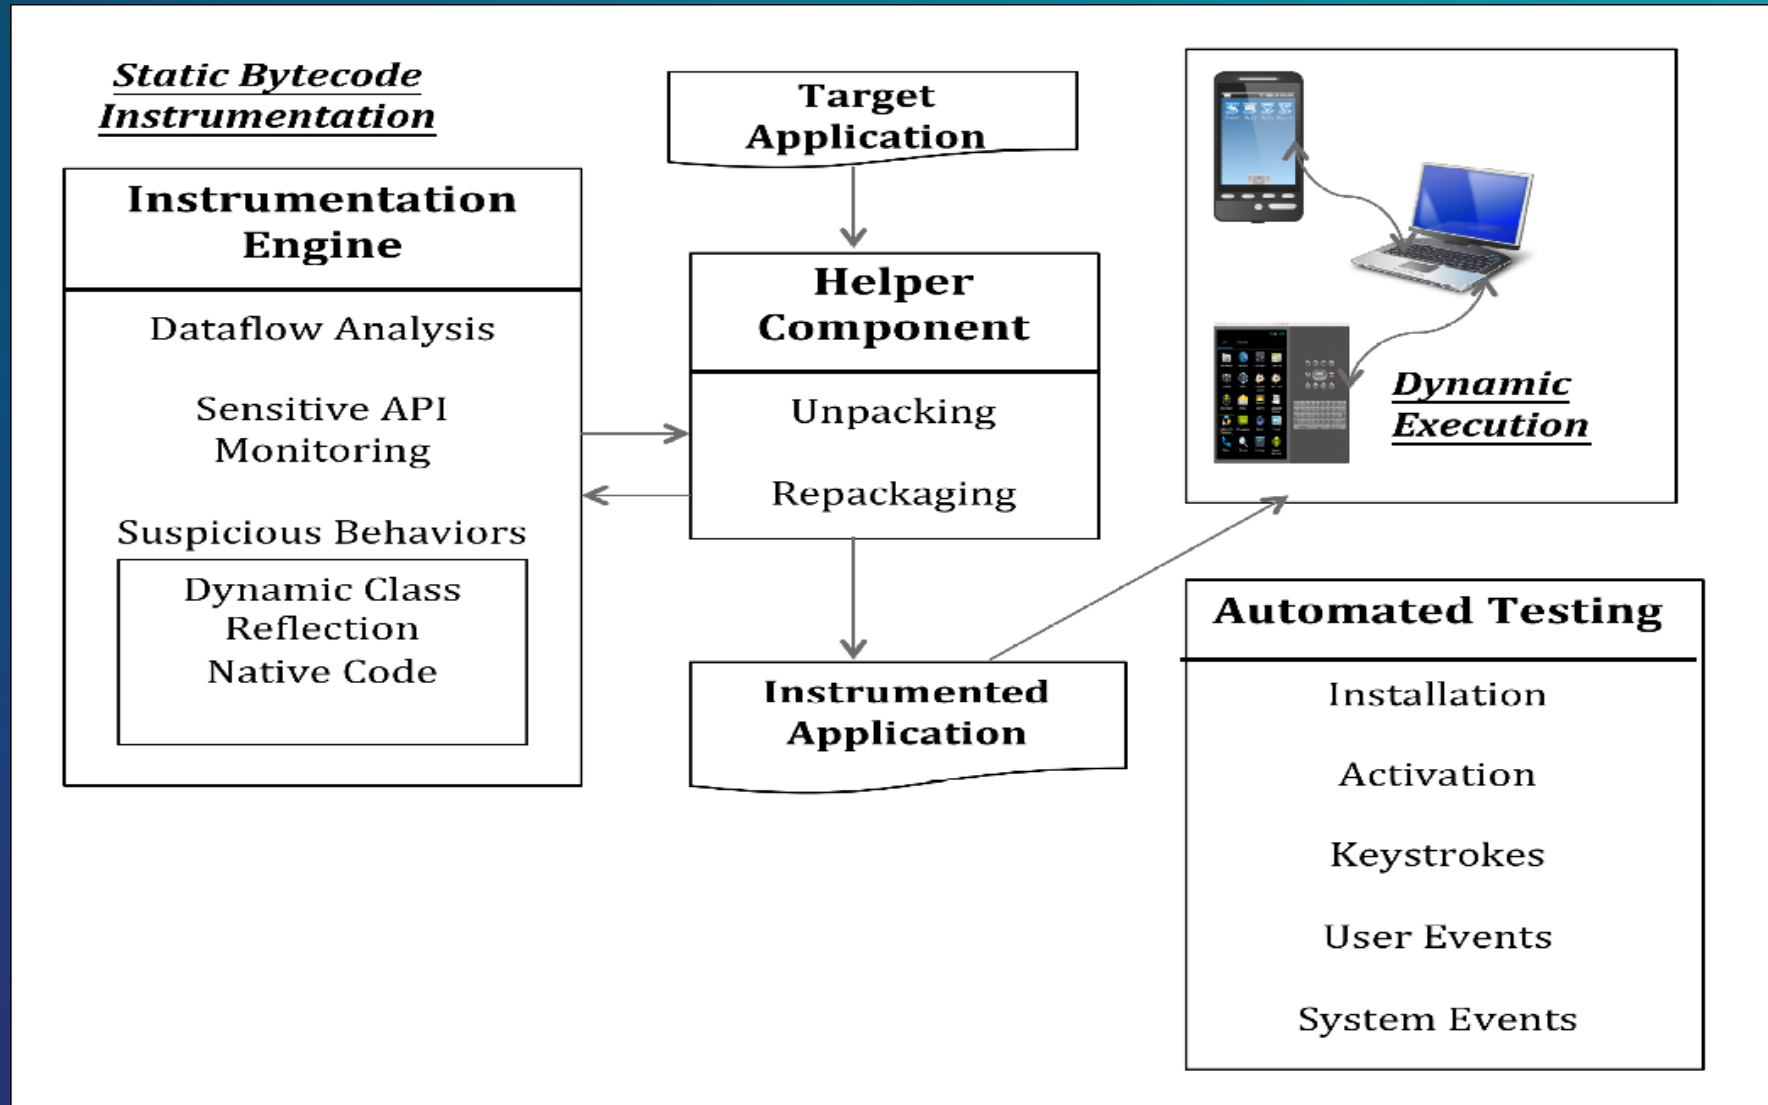 Static Bytecode
Instrumentation
Instrumentation
Engine
Dataflow Analysis
Sensitive API
Monitoring
Suspicious Behaviors
Dynamic Class
Reflection
Native Code
Target
Application
Helper
Component
Unpacking
Repackaging
Instrumented
Application
Dynamic
Execution
Automated Testing
Installation
Activation
Keystrokes
User Events
System Events